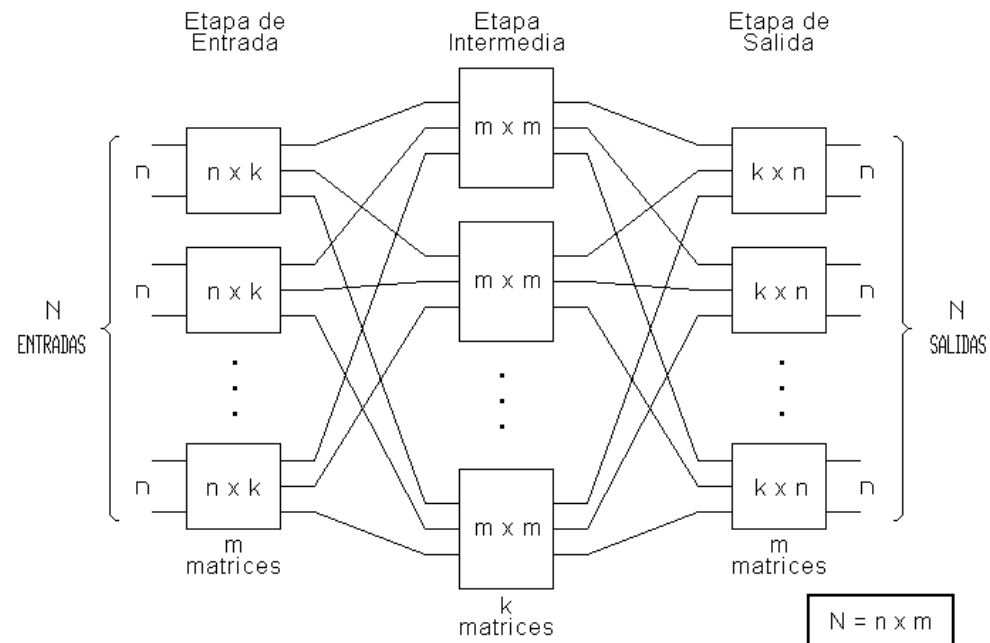 Etapa de
Entrada
Etapa
Intermedia
Etapa de
Salida
m x m
n
n x k
k x n
n
n
n x k
m x m
k x n
n
N
ENTRADAS
N
SALIDAS
n
n x k
m x m
k x n
n
m
matrices
k
matrices
m
matrices
N = n x m